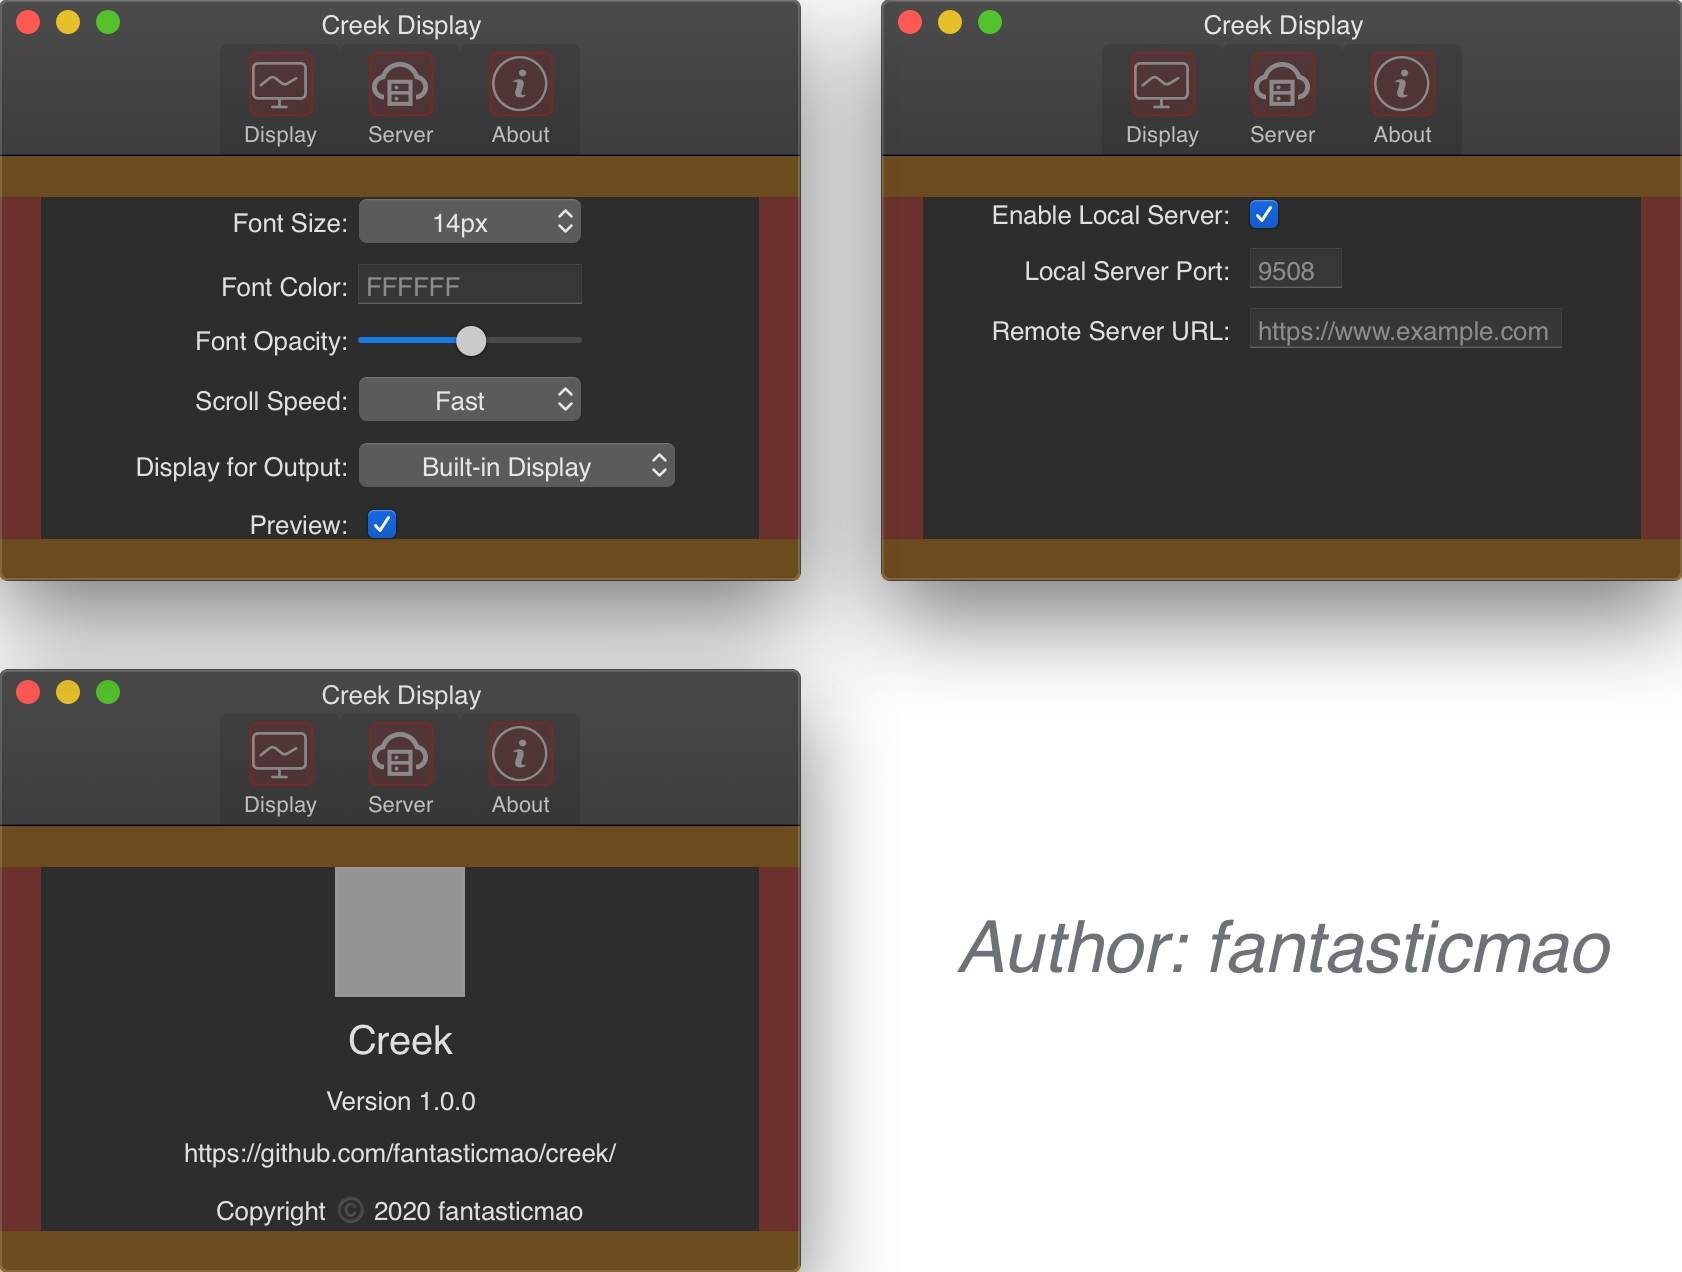 Creek Display
Display Server About
Font Size: 14px
Font Color: FFFFFF
Font Opacity:
Scroll Speed: Fast
Display for Output: Built-in Display
Preview:
Creek Display
Display Server About
Enable Local Server:
Local Server Port: 9508
Remote Server URL: https://www.example.com
Creek Display
Display Server About
Creek
Version 1.0.0
https://github.com/fantasticmao/creek/
Copyright © 2020 fantasticmao
Author: fantasticmao